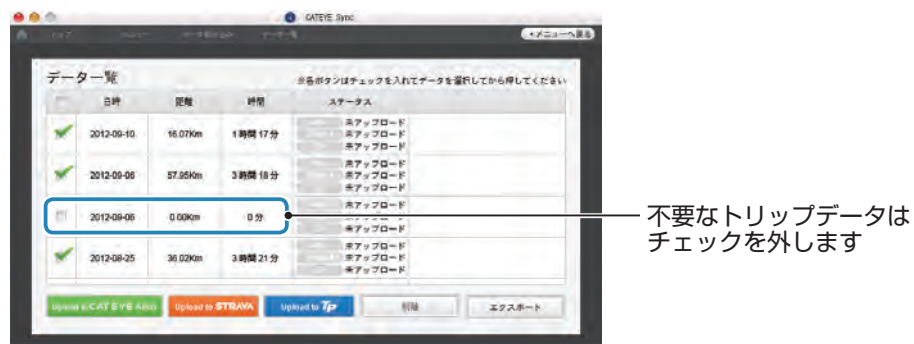 CATEYE Sync
トップ
メニュー
メニューへ戻る
データ一覧
※各ボタンはチェックを入れてデータを選択してから押してください
日時 距離 時間 ステータス
未アップロード
2012-09-10 16.07Km 1時間17分 未アップロード
未アップロード
未アップロード
2012-09-06 57.95Km 3時間18分 未アップロード
未アップロード
未アップロード
2012-09-06 0.00Km 0分
未アップロード
未アップロード
2012-08-25 36.02Km 3時間21分 未アップロード
未アップロード
Upload to CATEYE Atlas Upload to STRAVA Upload to Tp 削除 エクスポート
不要なトリップデータは
チェックを外します